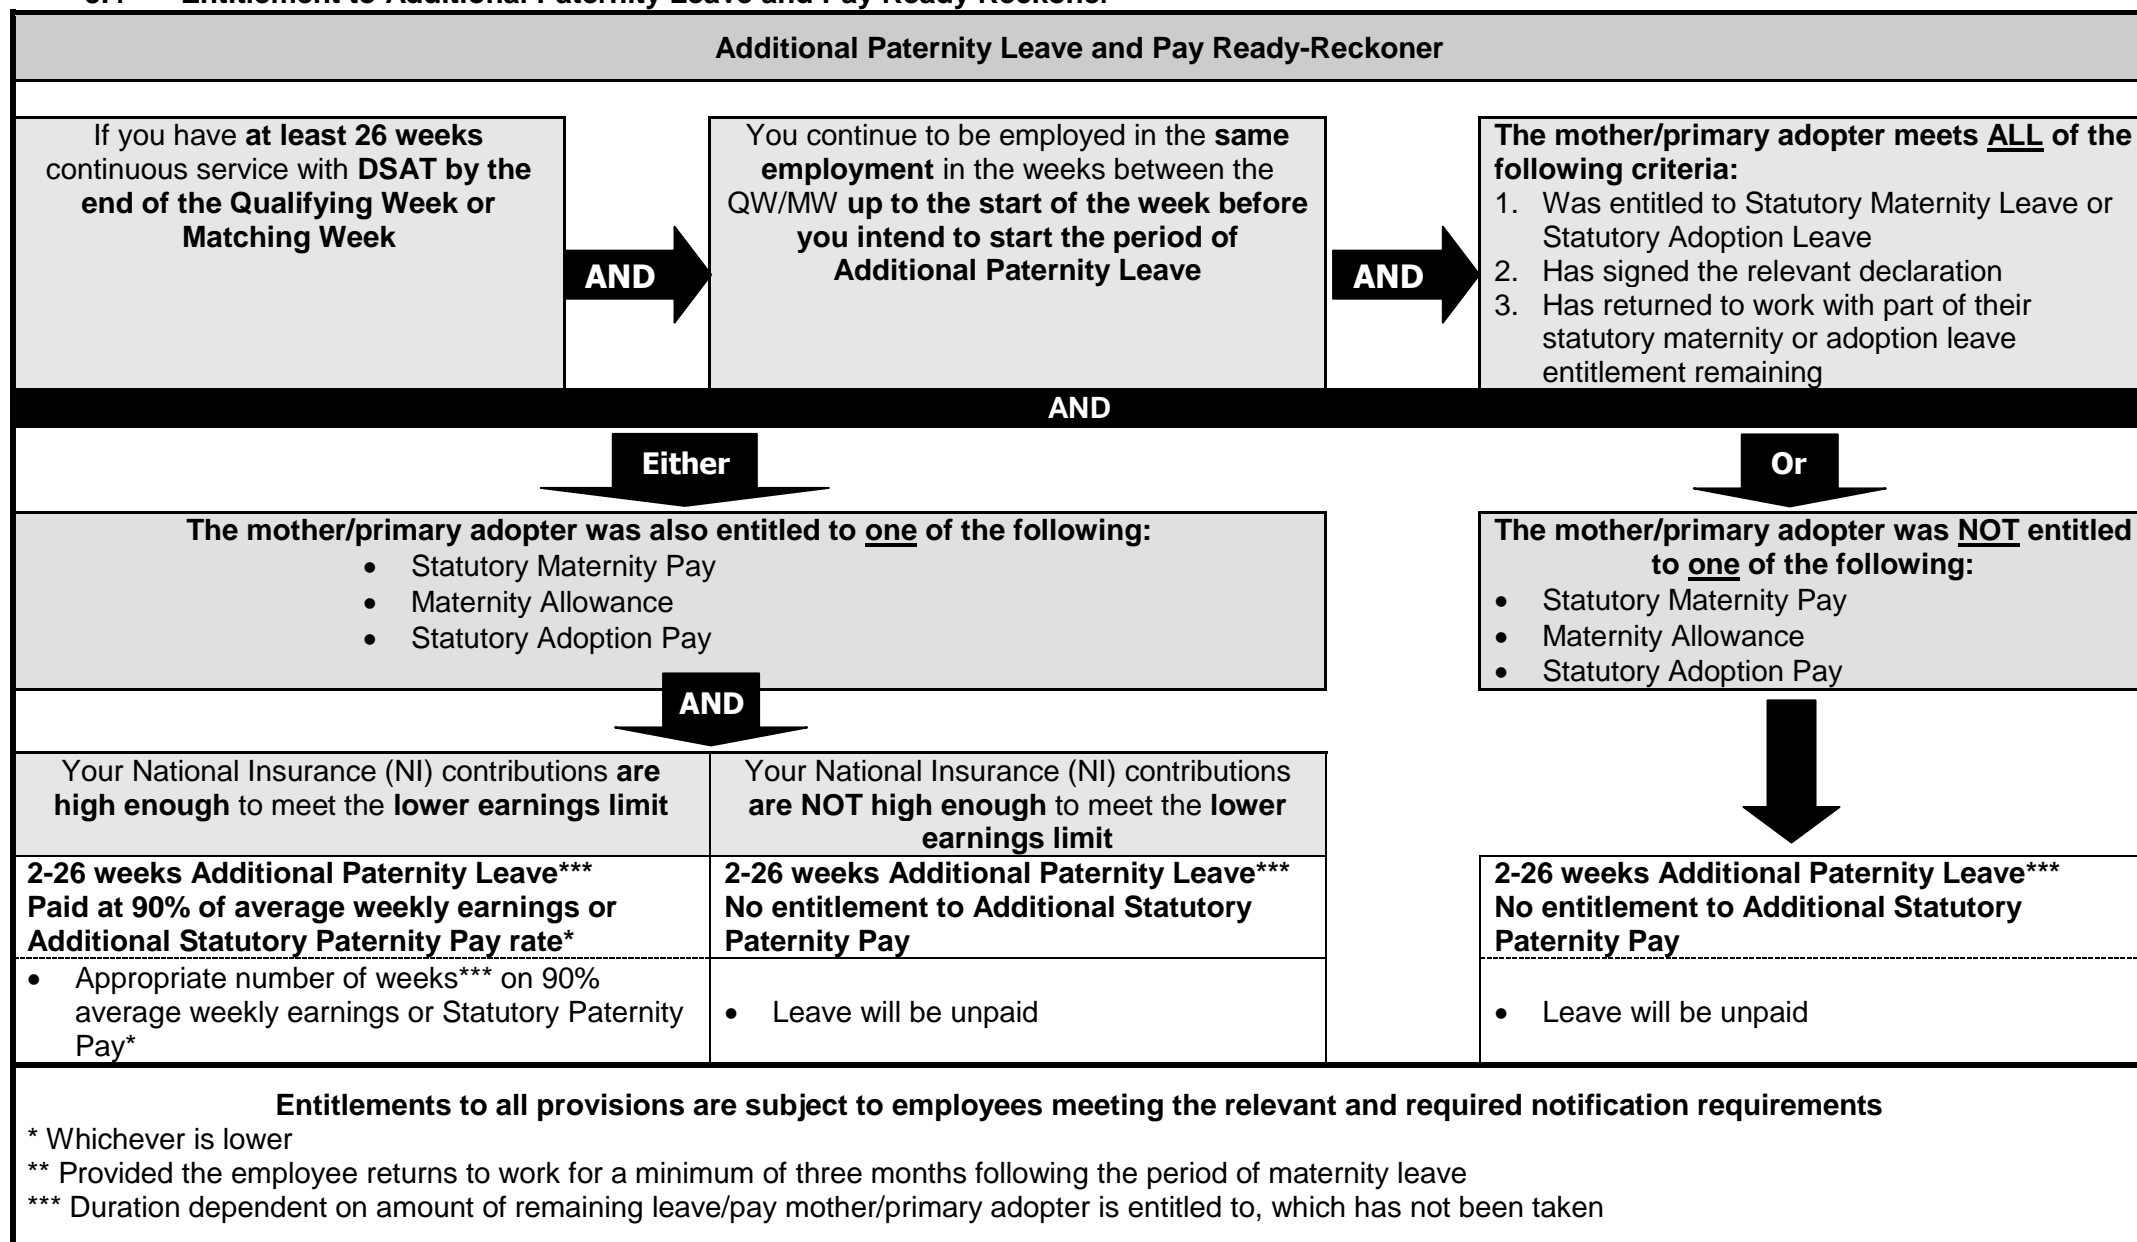 Additional Paternity Leave and Pay Ready-Reckoner
If you have at least 26 weeks
continuous service with DSAT by the
end of the Qualifying Week or
Matching Week
AND
You continue to be employed in the same
employment in the weeks between the
QW/MW up to the start of the week before
you intend to start the period of
Additional Paternity Leave
AND
The mother/primary adopter meets ALL of the
following criteria:
1. Was entitled to Statutory Maternity Leave or
Statutory Adoption Leave
2. Has signed the relevant declaration
3. Has returned to work with part of their
statutory maternity or adoption leave
entitlement remaining
AND
Either
The mother/primary adopter was also entitled to one of the following:
• Statutory Maternity Pay
• Maternity Allowance
• Statutory Adoption Pay
Or
The mother/primary adopter was NOT entitled
to one of the following:
• Statutory Maternity Pay
• Maternity Allowance
• Statutory Adoption Pay
AND
Your National Insurance (NI) contributions are
high enough to meet the lower earnings limit
2-26 weeks Additional Paternity Leave***
Paid at 90% of average weekly earnings or
Additional Statutory Paternity Pay rate*
• Appropriate number of weeks*** on 90%
average weekly earnings or Statutory Paternity
Pay*
Your National Insurance (NI) contributions
are NOT high enough to meet the lower
earnings limit
2-26 weeks Additional Paternity Leave***
No entitlement to Additional Statutory
Paternity Pay
• Leave will be unpaid
2-26 weeks Additional Paternity Leave***
No entitlement to Additional Statutory
Paternity Pay
• Leave will be unpaid
Entitlements to all provisions are subject to employees meeting the relevant and required notification requirements
* Whichever is lower
** Provided the employee returns to work for a minimum of three months following the period of maternity leave
*** Duration dependent on amount of remaining leave/pay mother/primary adopter is entitled to, which has not been taken